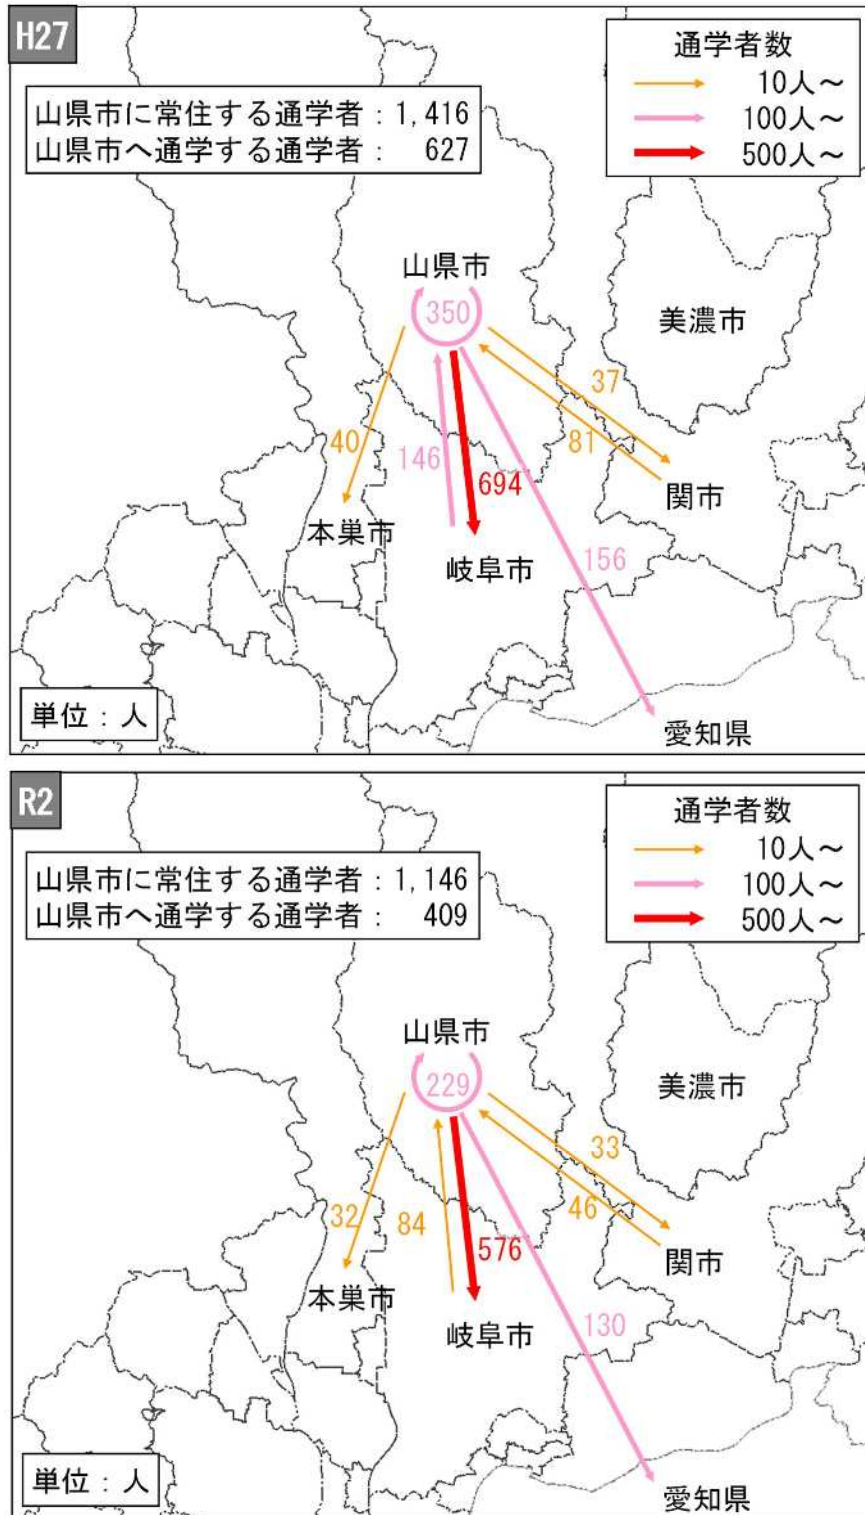 H27
通学者数
10人～
100人～
500人～
山県市に常住する通学者：1,416
山県市へ通学する通学者： 627
山県市
350
美濃市
37
81
40
146
694
関市
本巣市
岐阜市
156
単位：人
愛知県
R2
通学者数
10人～
100人～
500人～
山県市に常住する通学者：1,146
山県市へ通学する通学者： 409
山県市
229
美濃市
33
46
32
84
576
関市
本巣市
岐阜市
130
単位：人
愛知県